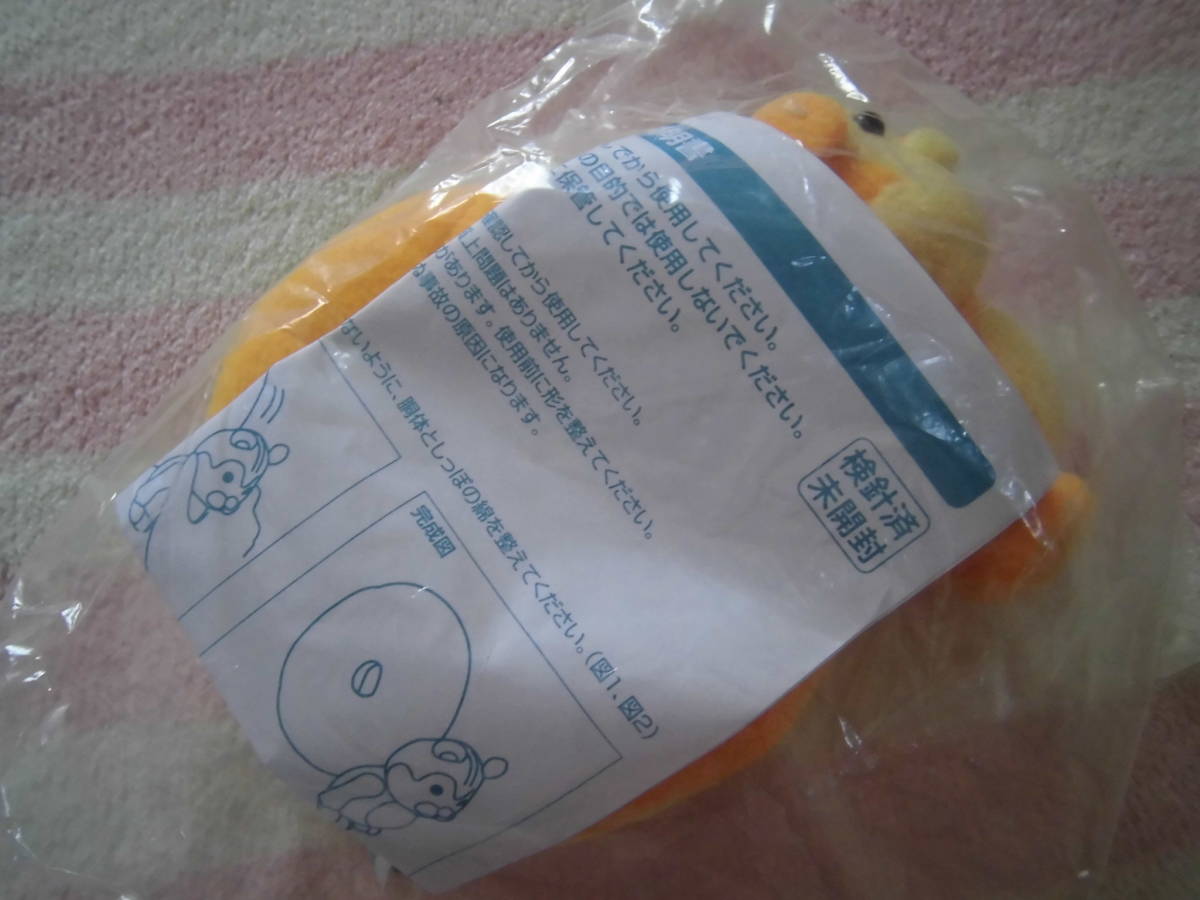 明書
してから使用してください。
の目的では使用しないでください。
保管してください。
検針済
未開封
確認してから使用してください。
上問題はありません。
があります。使用前に形を整えてください。
ぬ事故の原因になります。
ないように、胴体としっぽの綿を整えてください。(図1、図2)
完成図